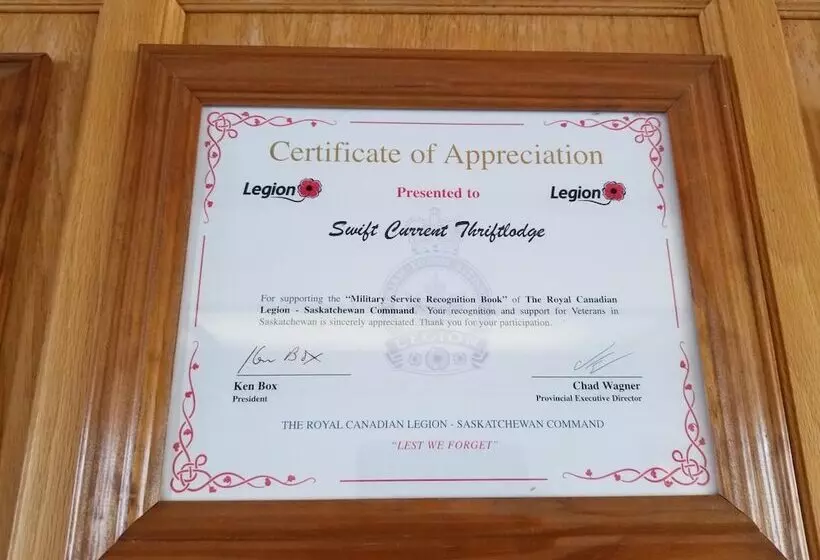 Certificate of Appreciation
Legion Presented to Legion
Swift Current Thriftlodge
For supporting the "Military Service Recognition Book" of The Royal Canadian
Legion - Saskatchewan Command. Your recognition and support for Veterans in
Saskatchewan is sincerely appreciated. Thank you for your participation.
LEGION
Ken Box
Ken Box Chad Wagner
President Provincial Executive Director
THE ROYAL CANADIAN LEGION - SASKATCHEWAN COMMAND
"LEST WE FORGET"